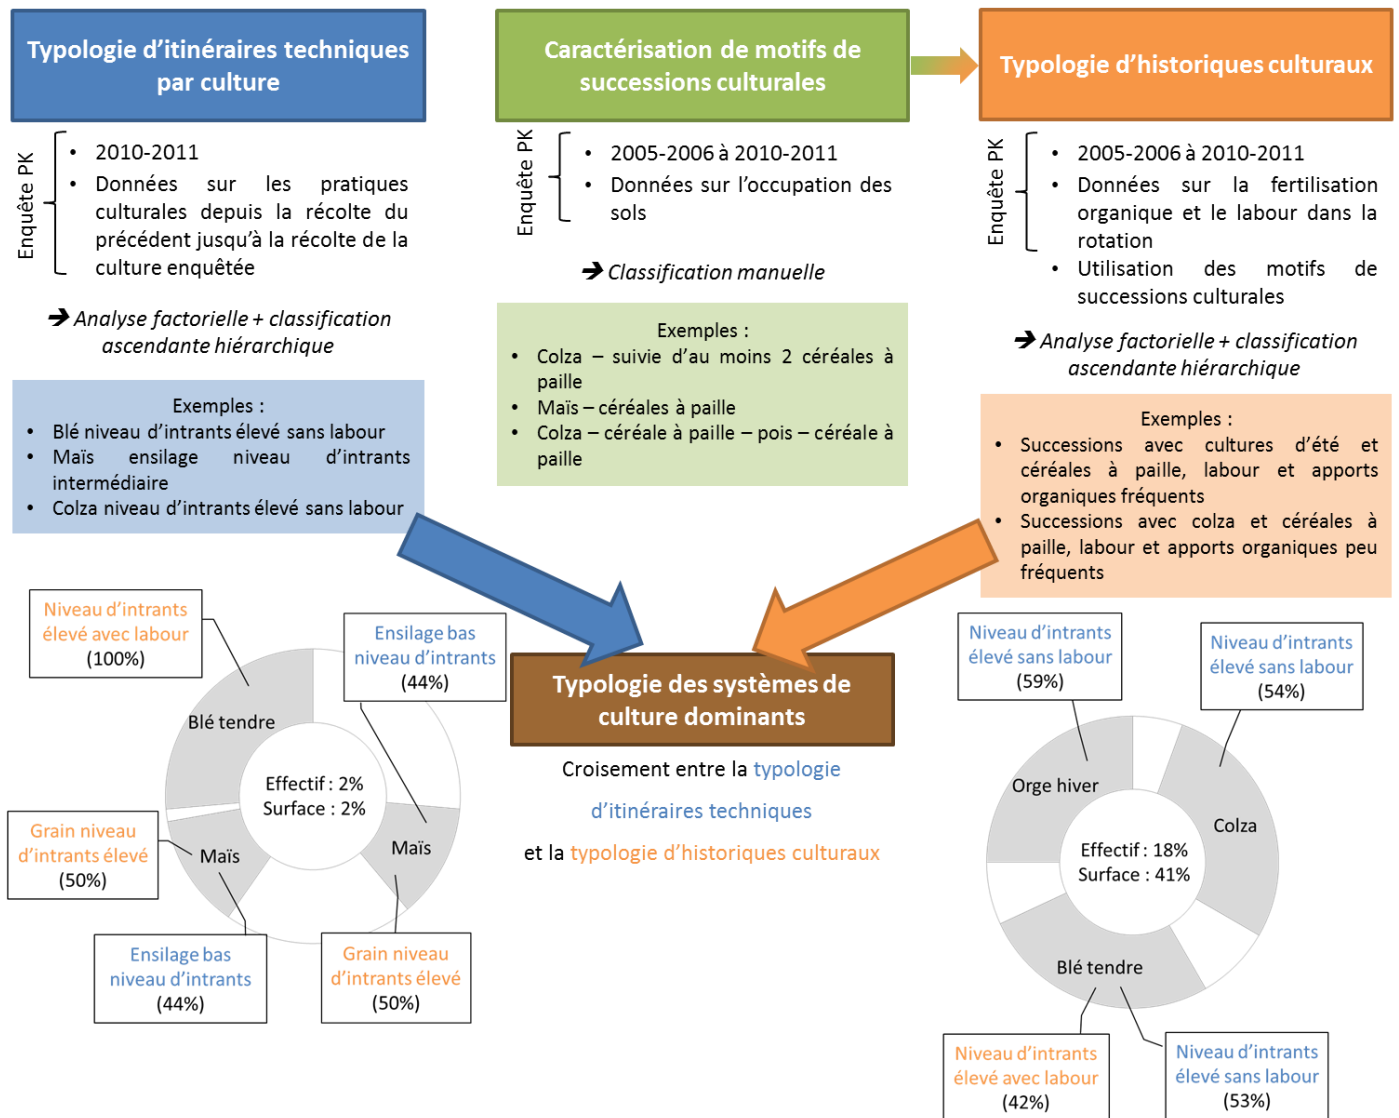 Typologie d'itinéraires techniques
par culture
Enquête PK
• 2010-2011
• Données sur les pratiques
culturales depuis la récolte du
précédent jusqu'à la récolte de la
culture enquêtée
➔ Analyse factorielle + classification
ascendante hiérarchique
Exemples :
• Blé niveau d'intrants élevé sans labour
• Maïs ensilage niveau d'intrants
intermédiaire
• Colza niveau d'intrants élevé sans labour
Caractérisation de motifs de
successions culturales
Enquête PK
• 2005-2006 à 2010-2011
• Données sur l'occupation des
sols
➔ Classification manuelle
Exemples :
• Colza – suivie d'au moins 2 céréales à
paille
• Maïs – céréales à paille
• Colza – céréale à paille – pois – céréale à
paille
Typologie d'historiques culturaux
Enquête PK
• 2005-2006 à 2010-2011
• Données sur la fertilisation
organique et le labour dans la
rotation
• Utilisation des motifs de
successions culturales
➔ Analyse factorielle + classification
ascendante hiérarchique
Exemples :
• Successions avec cultures d'été et
céréales à paille, labour et apports
organiques fréquents
• Successions avec colza et céréales à
paille, labour et apports organiques peu
fréquents
Niveau d'intrants
élevé avec labour
(100%)
Ensilage bas
niveau d'intrants
(44%)
Blé tendre
Effectif : 2%
Surface : 2%
Grain niveau
d'intrants élevé
(50%)
Maïs
Maïs
Ensilage bas
niveau d'intrants
(44%)
Grain niveau
d'intrants élevé
(50%)
Typologie des systèmes de
culture dominants
Croisement entre la typologie
d'itinéraires techniques
et la typologie d'historiques culturaux
Niveau d'intrants
élevé sans labour
(59%)
Niveau d'intrants
élevé sans labour
(54%)
Orge hiver
Colza
Effectif : 18%
Surface : 41%
Blé tendre
Niveau d'intrants
élevé avec labour
(42%)
Niveau d'intrants
élevé sans labour
(53%)